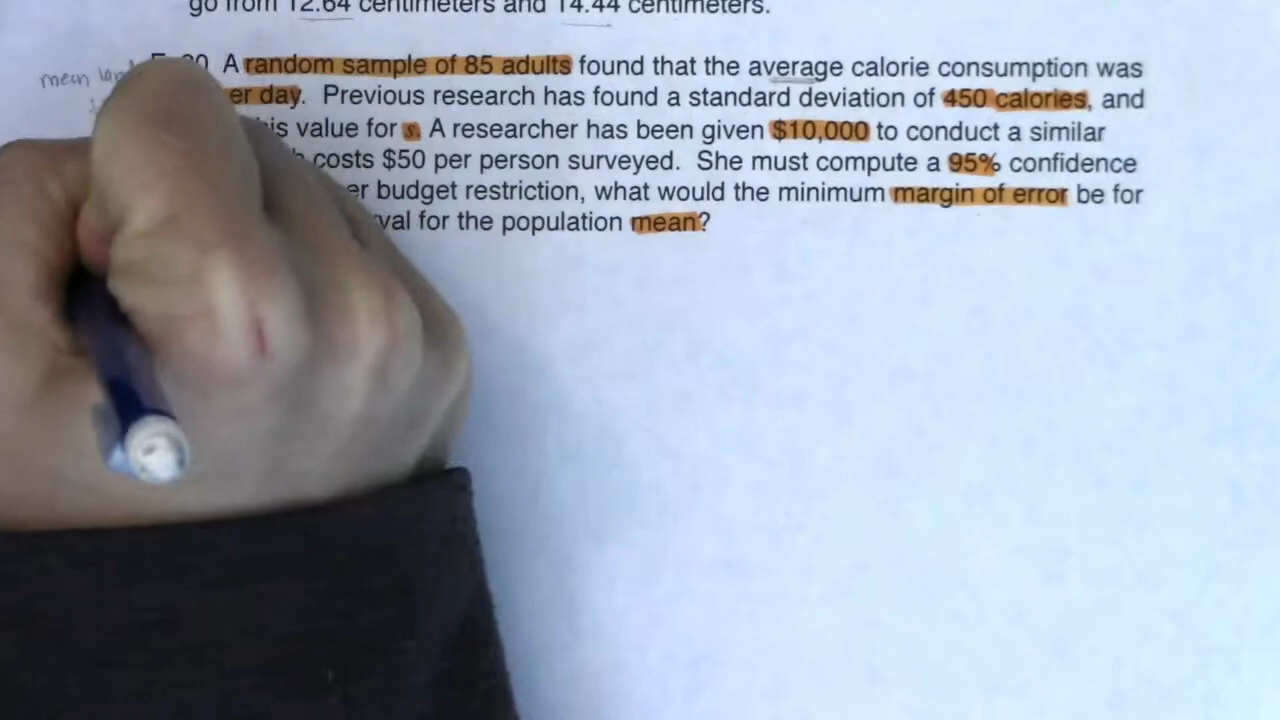 go from 12.64 centimeters and 14.44 centimeters.
mean
A random sample of 85 adults found that the average calorie consumption was
er day. Previous research has found a standard deviation of 450 calories, and
is value for s. A researcher has been given $10,000 to conduct a similar
costs $50 per person surveyed. She must compute a 95% confidence
er budget restriction, what would the minimum margin of error be for
val for the population mean?